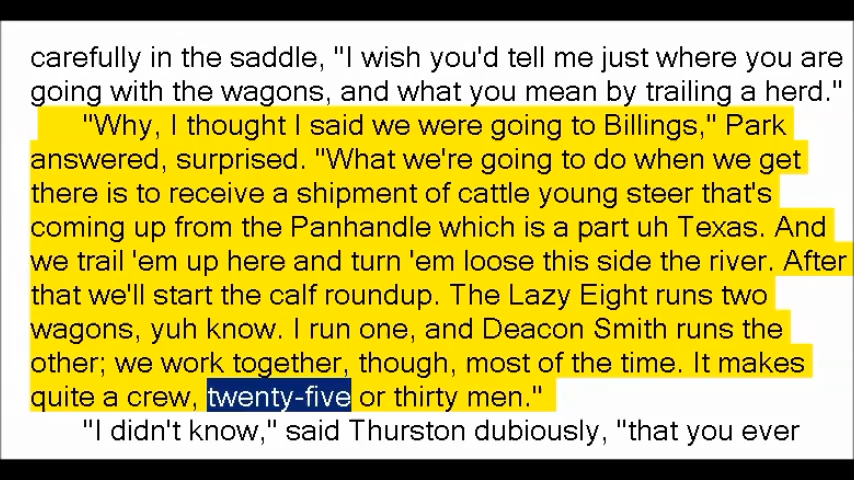 carefully in the saddle, "I wish you'd tell me just where you are
going with the wagons, and what you mean by trailing a herd."
"Why, I thought I said we were going to Billings," Park
answered, surprised. "What we're going to do when we get
there is to receive a shipment of cattle young steer that's
coming up from the Panhandle which is a part uh Texas. And
we trail 'em up here and turn 'em loose this side the river. After
that we'll start the calf roundup. The Lazy Eight runs two
wagons, yuh know. I run one, and Deacon Smith runs the
other; we work together, though, most of the time. It makes
quite a crew, twenty-five or thirty men."
"I didn't know," said Thurston dubiously, "that you ever